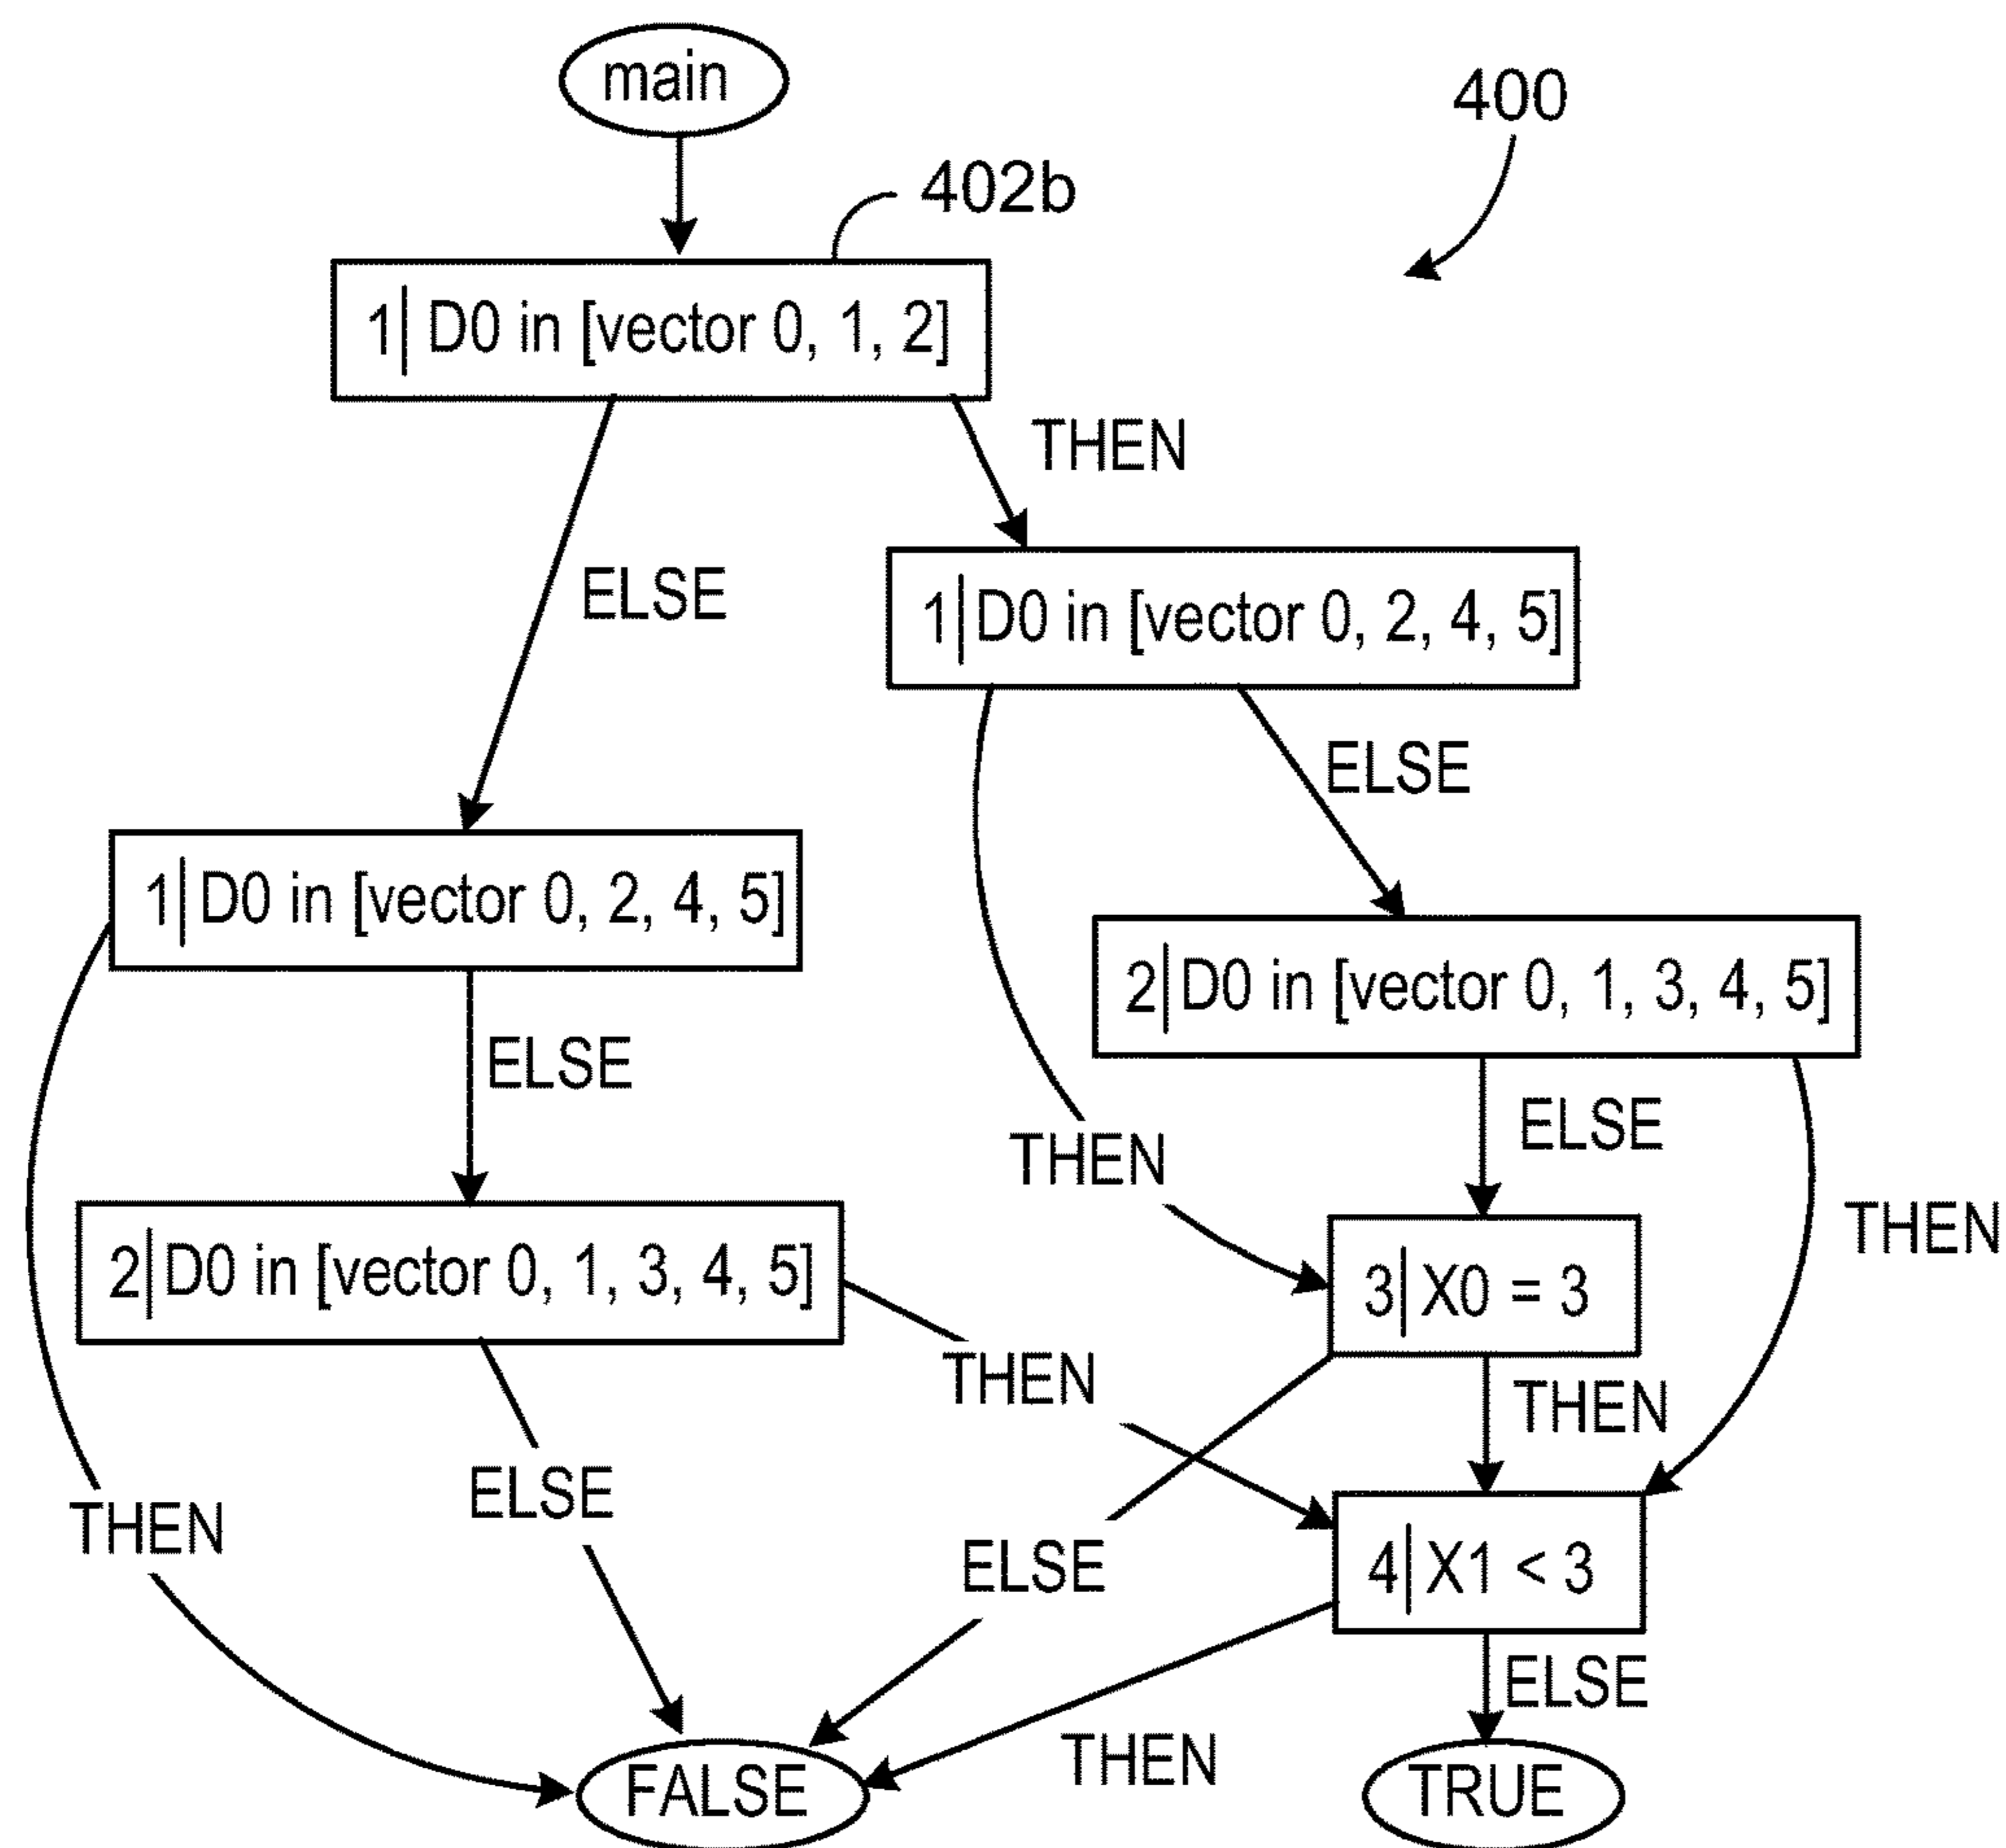 main
400
402b
1| D0 in [vector 0, 1, 2]
THEN
ELSE
1|D0 in [vector 0, 2, 4, 5]
ELSE
1|D0 in [vector 0, 2, 4, 5]
2|D0 in [vector 0, 1, 3, 4, 5]
ELSE
ELSE
THEN
THEN
2|D0 in [vector 0, 1, 3, 4, 5]
3|X0 = 3
THEN
THEN
ELSE
THEN
ELSE
4|X1 < 3
ELSE
THEN
FALSE
TRUE